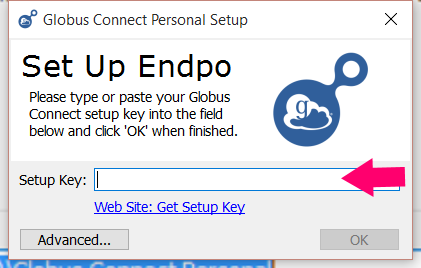 Globus Connect Personal Setup
Set Up Endpo
Please type or paste your Globus
Connect setup key into the field
below and click 'OK' when finished.
g
Setup Key:
Web Site: Get Setup Key
Advanced...
OK
Globus Connect Personal